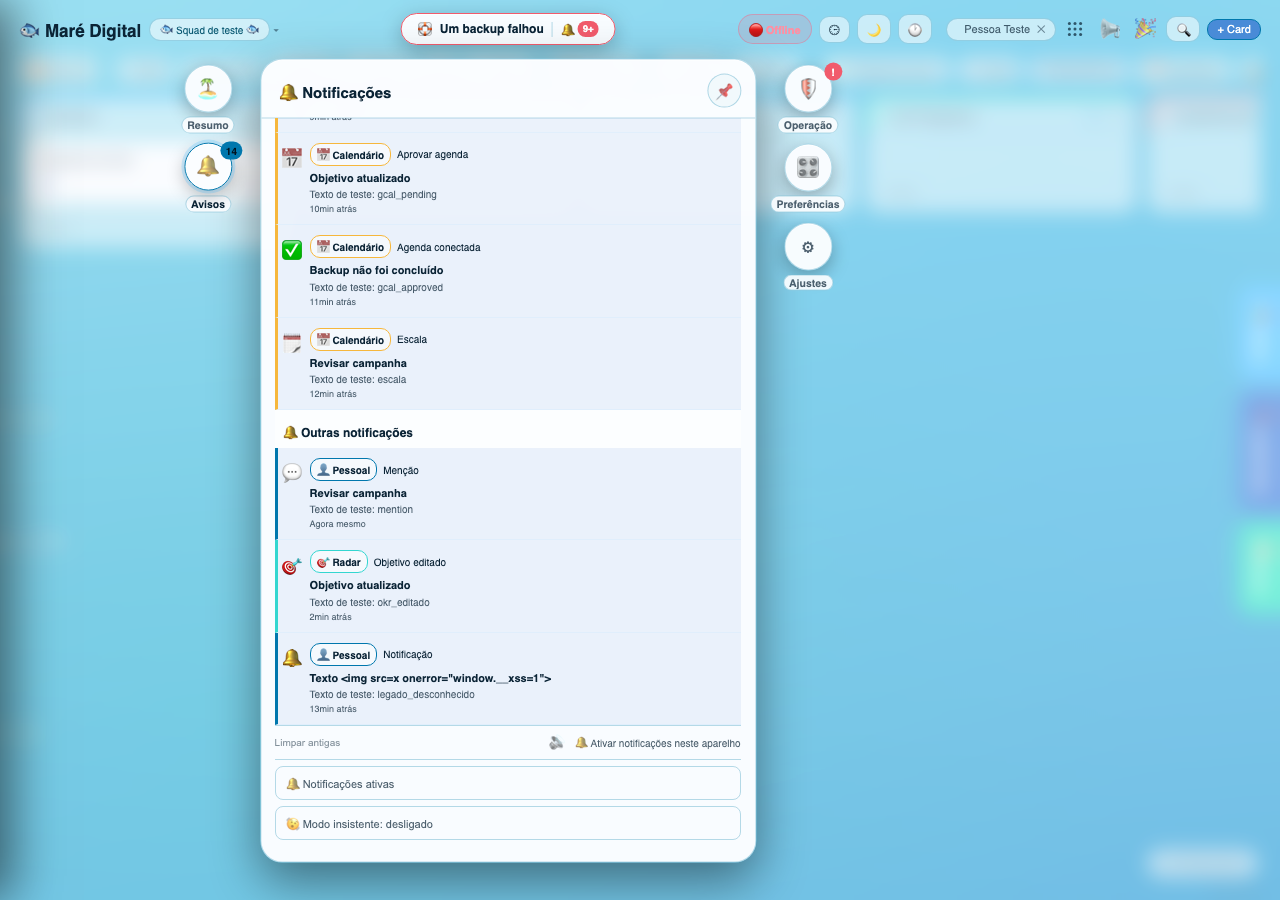 Maré Digital
Squad de teste
Um backup falhou
9+
Offline
Pessoa Teste
+ Card
Resumo
14
Avisos
Notificações
Operação
!
Preferências
Ajustes
Calendário Aprovar agenda
Objetivo atualizado
Texto de teste: gcal_pending
10min atrás
Calendário Agenda conectada
Backup não foi concluído
Texto de teste: gcal_approved
11min atrás
Calendário Escala
Revisar campanha
Texto de teste: escala
12min atrás
Outras notificações
Pessoal Menção
Revisar campanha
Texto de teste: mention
Agora mesmo
Radar Objetivo editado
Objetivo atualizado
Texto de teste: okr_editado
2min atrás
Pessoal Notificação
Texto <img src=x onerror="window.__xss=1">
Texto de teste: legado_desconhecido
13min atrás
Limpar antigas
Ativar notificações neste aparelho
Notificações ativas
Modo insistente: desligado